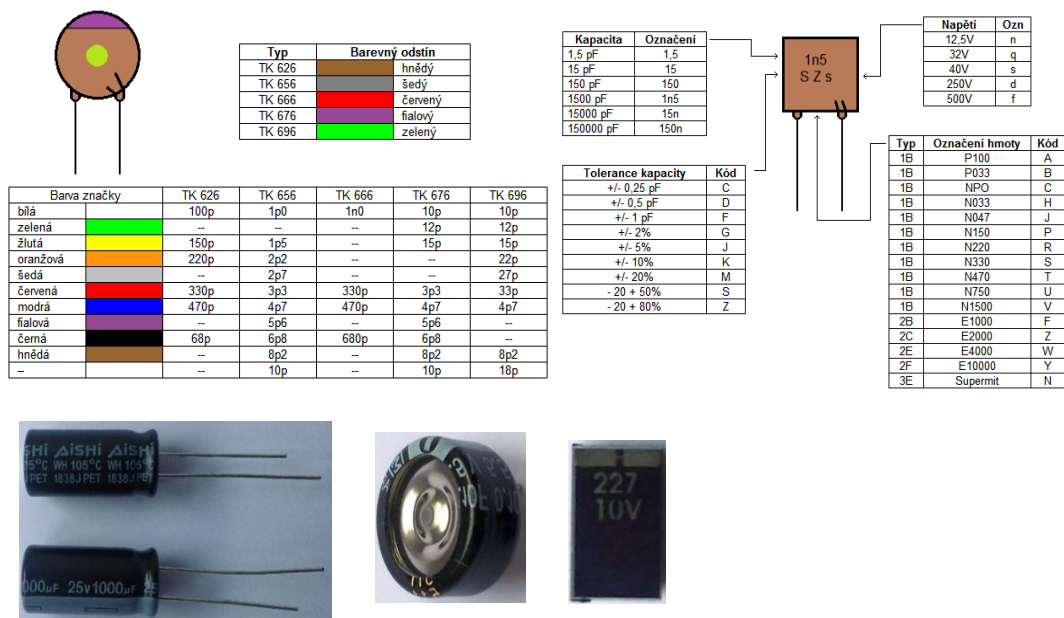 Typ Barevný odstín
TK 626 hnědý
TK 656 šedý
TK 666 červený
TK 676 fialový
TK 696 zelený
Kapacita Označení
1,5 pF 1,5
15 pF 15
150 pF 150
1500 pF 1n5
15000 pF 15n
150000 pF 150n
1n5
S Z s
Napětí Ozn
12,5V n
32V q
40V s
250V d
500V f
Barva značky TK 626 TK 656 TK 666 TK 676 TK 696
bílá 100p 1p0 1n0 10p 10p
zelená -- -- -- 12p 12p
žlutá 150p 1p5 -- 15p 15p
oranžová 220p 2p2 -- -- 22p
šedá -- 2p7 -- -- 27p
červená 330p 3p3 330p 3p3 33p
modrá 470p 4p7 470p 4p7 4p7
fialová -- 5p6 -- 5p6 --
černá 68p 6p8 680p 6p8 --
hnědá -- 8p2 -- 8p2 8p2
– -- 10p -- 10p 18p
Tolerance kapacity Kód
+/- 0,25 pF C
+/- 0,5 pF D
+/- 1 pF F
+/- 2% G
+/- 5% J
+/- 10% K
+/- 20% M
- 20 + 50% S
- 20 + 80% Z
Typ Označení hmoty Kód
1B P100 A
1B P033 B
1B NPO C
1B N033 H
1B N047 J
1B N150 P
1B N220 R
1B N330 S
1B N470 T
1B N750 U
1B N1500 V
2B E1000 F
2C E2000 Z
2E E4000 W
2F E10000 Y
3E Supermit N
SHi AiSHi AiSHi
05°C WH 105°C WH 105°C
PET 1838J PET 1838J PET
000µF 25V 1000µF 25
227
10V